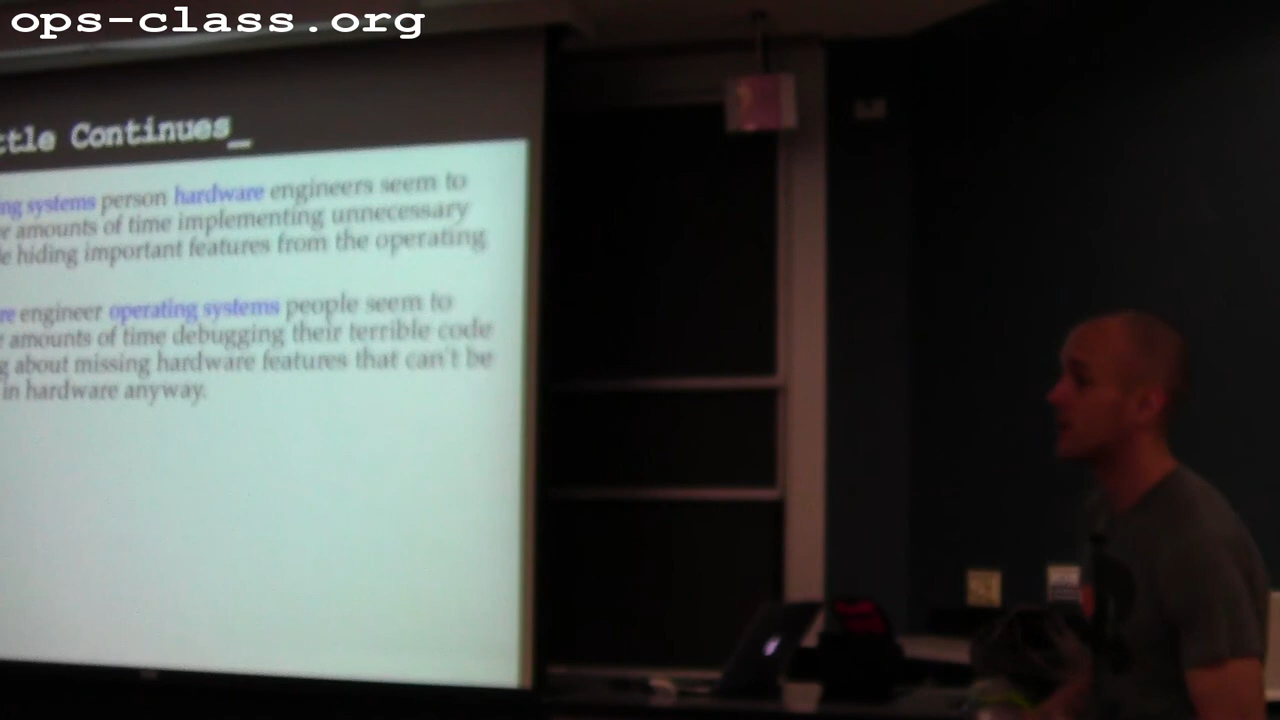 ops-class.org
ttle Continues_
ng systems person hardware engineers seem to
amounts of time implementing unnecessary
hiding important features from the operating
engineer operating systems people seem to
amounts of time debugging their terrible code
about missing hardware features that can't be
in hardware anyway.